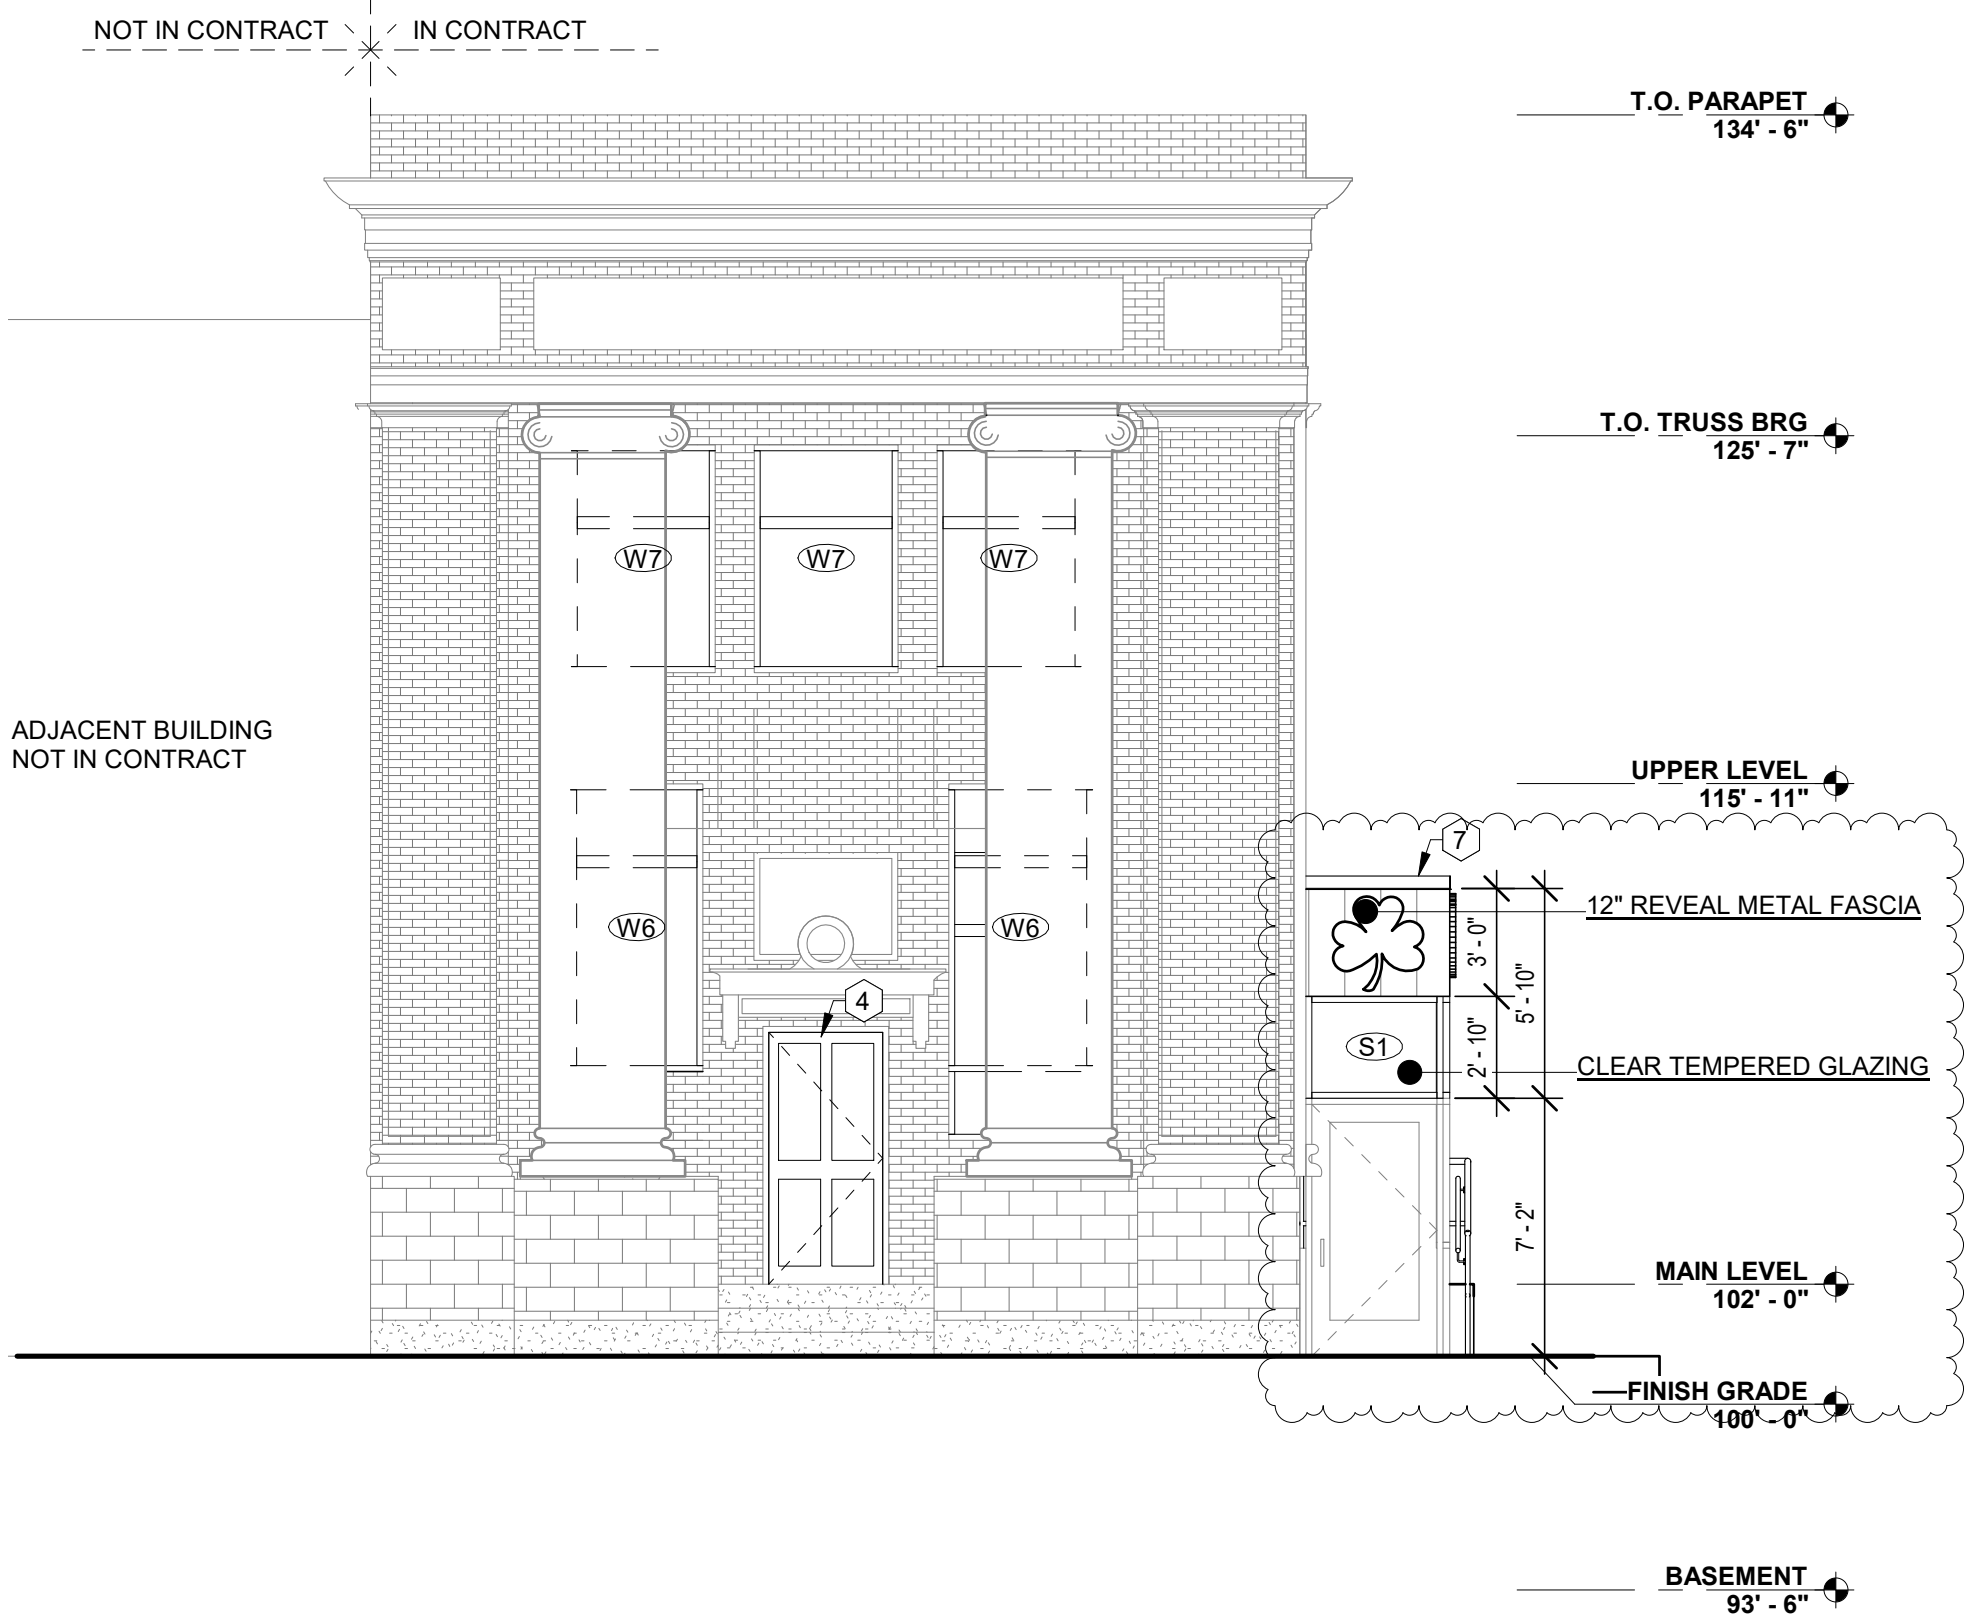 NOT IN CONTRACT
IN CONTRACT
T.O. PARAPET
134' - 6"
T.O. TRUSS BRG
125' - 7"
W7
W7
W7
ADJACENT BUILDING
NOT IN CONTRACT
UPPER LEVEL
115' - 11"
7
12" REVEAL METAL FASCIA
3' - 0"
5' - 10"
W6
W6
4
S1
2' - 10"
CLEAR TEMPERED GLAZING
7' - 2"
MAIN LEVEL
102' - 0"
FINISH GRADE
100' - 0"
BASEMENT
93' - 6"